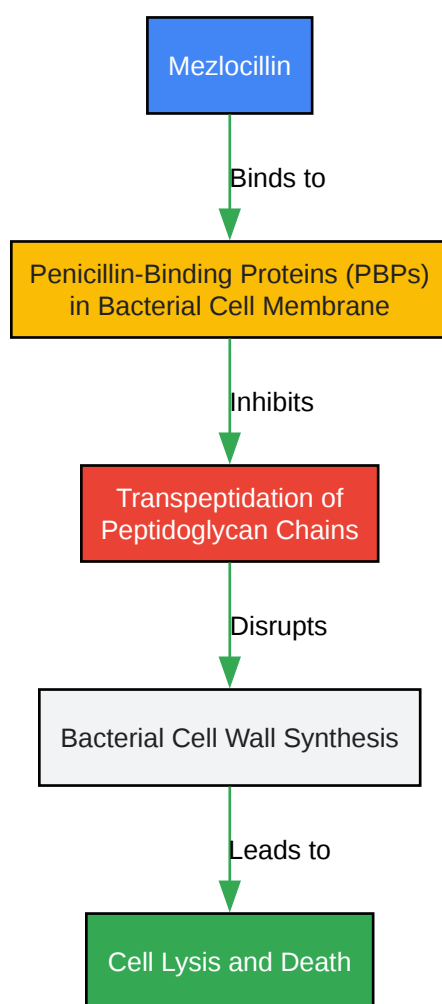 Mezlocillin
Binds to
Penicillin-Binding Proteins (PBPs)
in Bacterial Cell Membrane
Inhibits
Transpeptidation of
Peptidoglycan Chains
Disrupts
Bacterial Cell Wall Synthesis
Leads to
Cell Lysis and Death